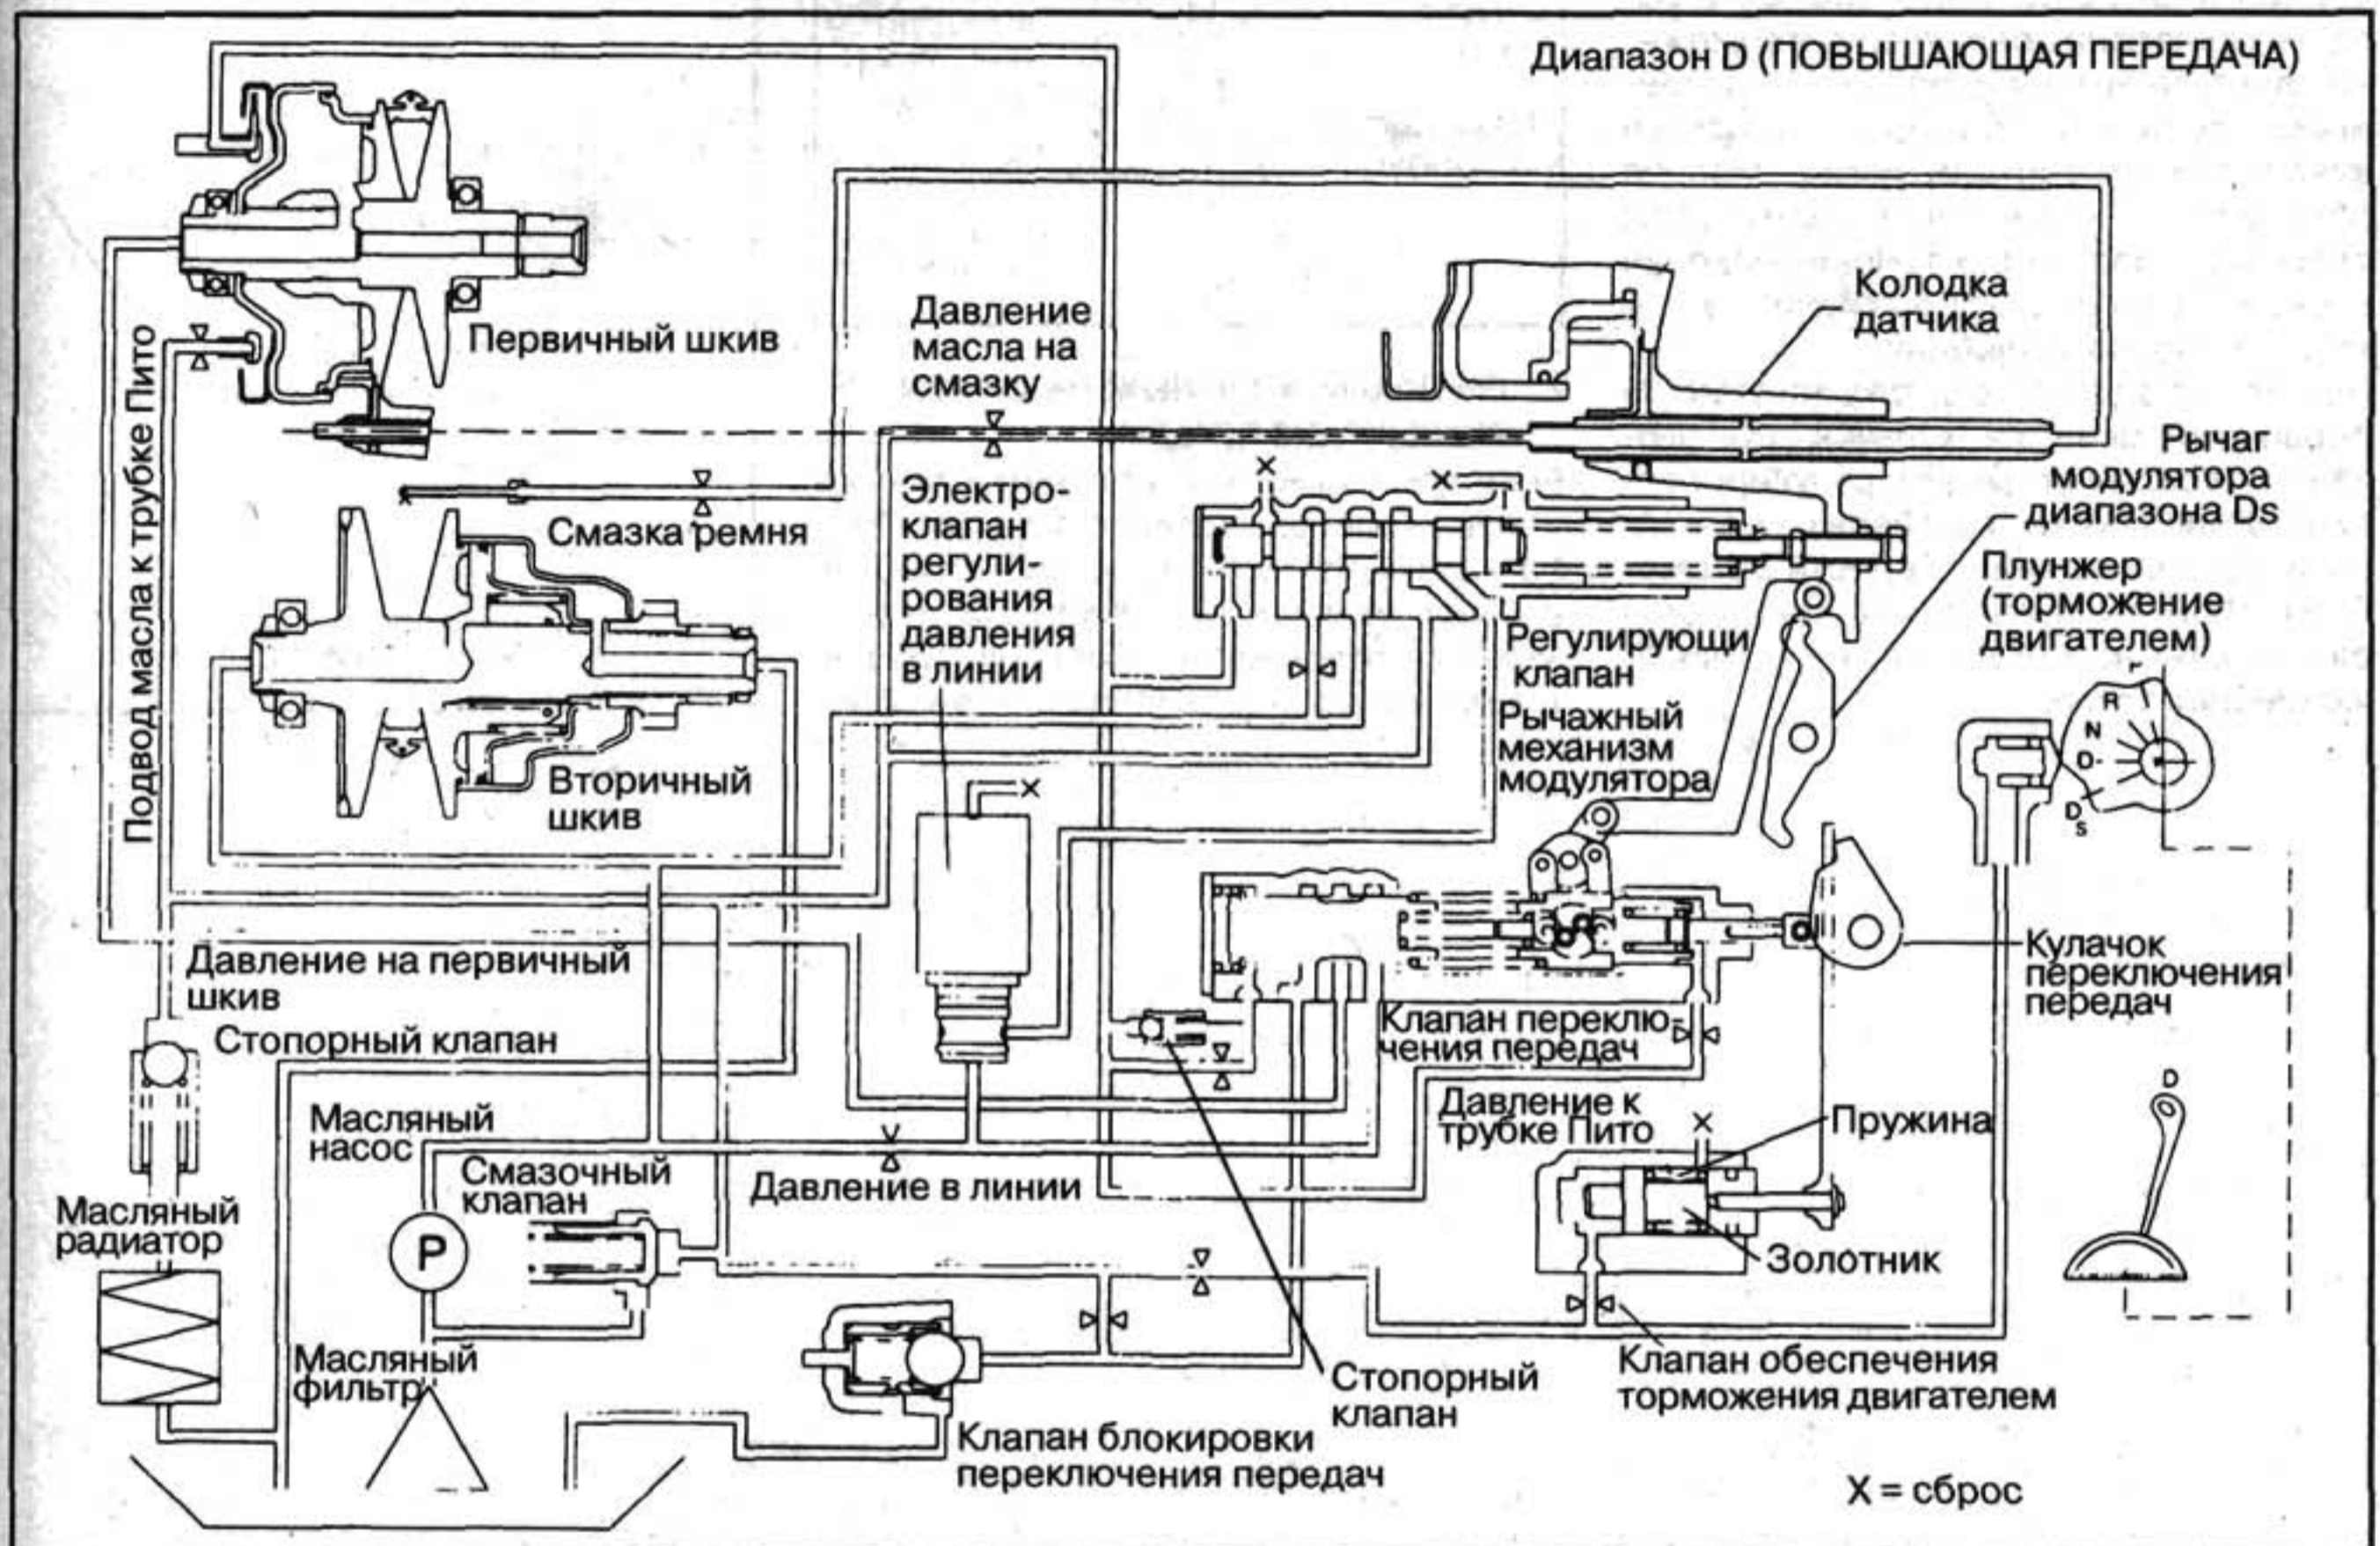 Диапазон D (ПОВЫШАЮЩАЯ ПЕРЕДАЧА)
Подвод масла к трубке Пито
Первичный шкив
Давление
масла на
смазку
Колодка
датчика
Рычаг
модулятора
диапазона Ds
Смазка ремня
Электро-
клапан
регули-
рования
давления
в линии
Плунжер
(торможение
двигателем)
Регулирующи
клапан
Рычажный
механизм
модулятора
Вторичный
шкив
R
N
D
Ds
Давление на первичный
шкив
Стопорный клапан
Клапан переклю-
чения передач
Кулачок
переключения
передач
Масляный
насос
Смазочный
клапан
Давление в линии
Давление к
трубке Пито
Пружина
D
Масляный
радиатор
P
Золотник
Масляный
фильтр
Стопорный
клапан
Клапан обеспечения
торможения двигателем
Клапан блокировки
переключения передач
X = сброс